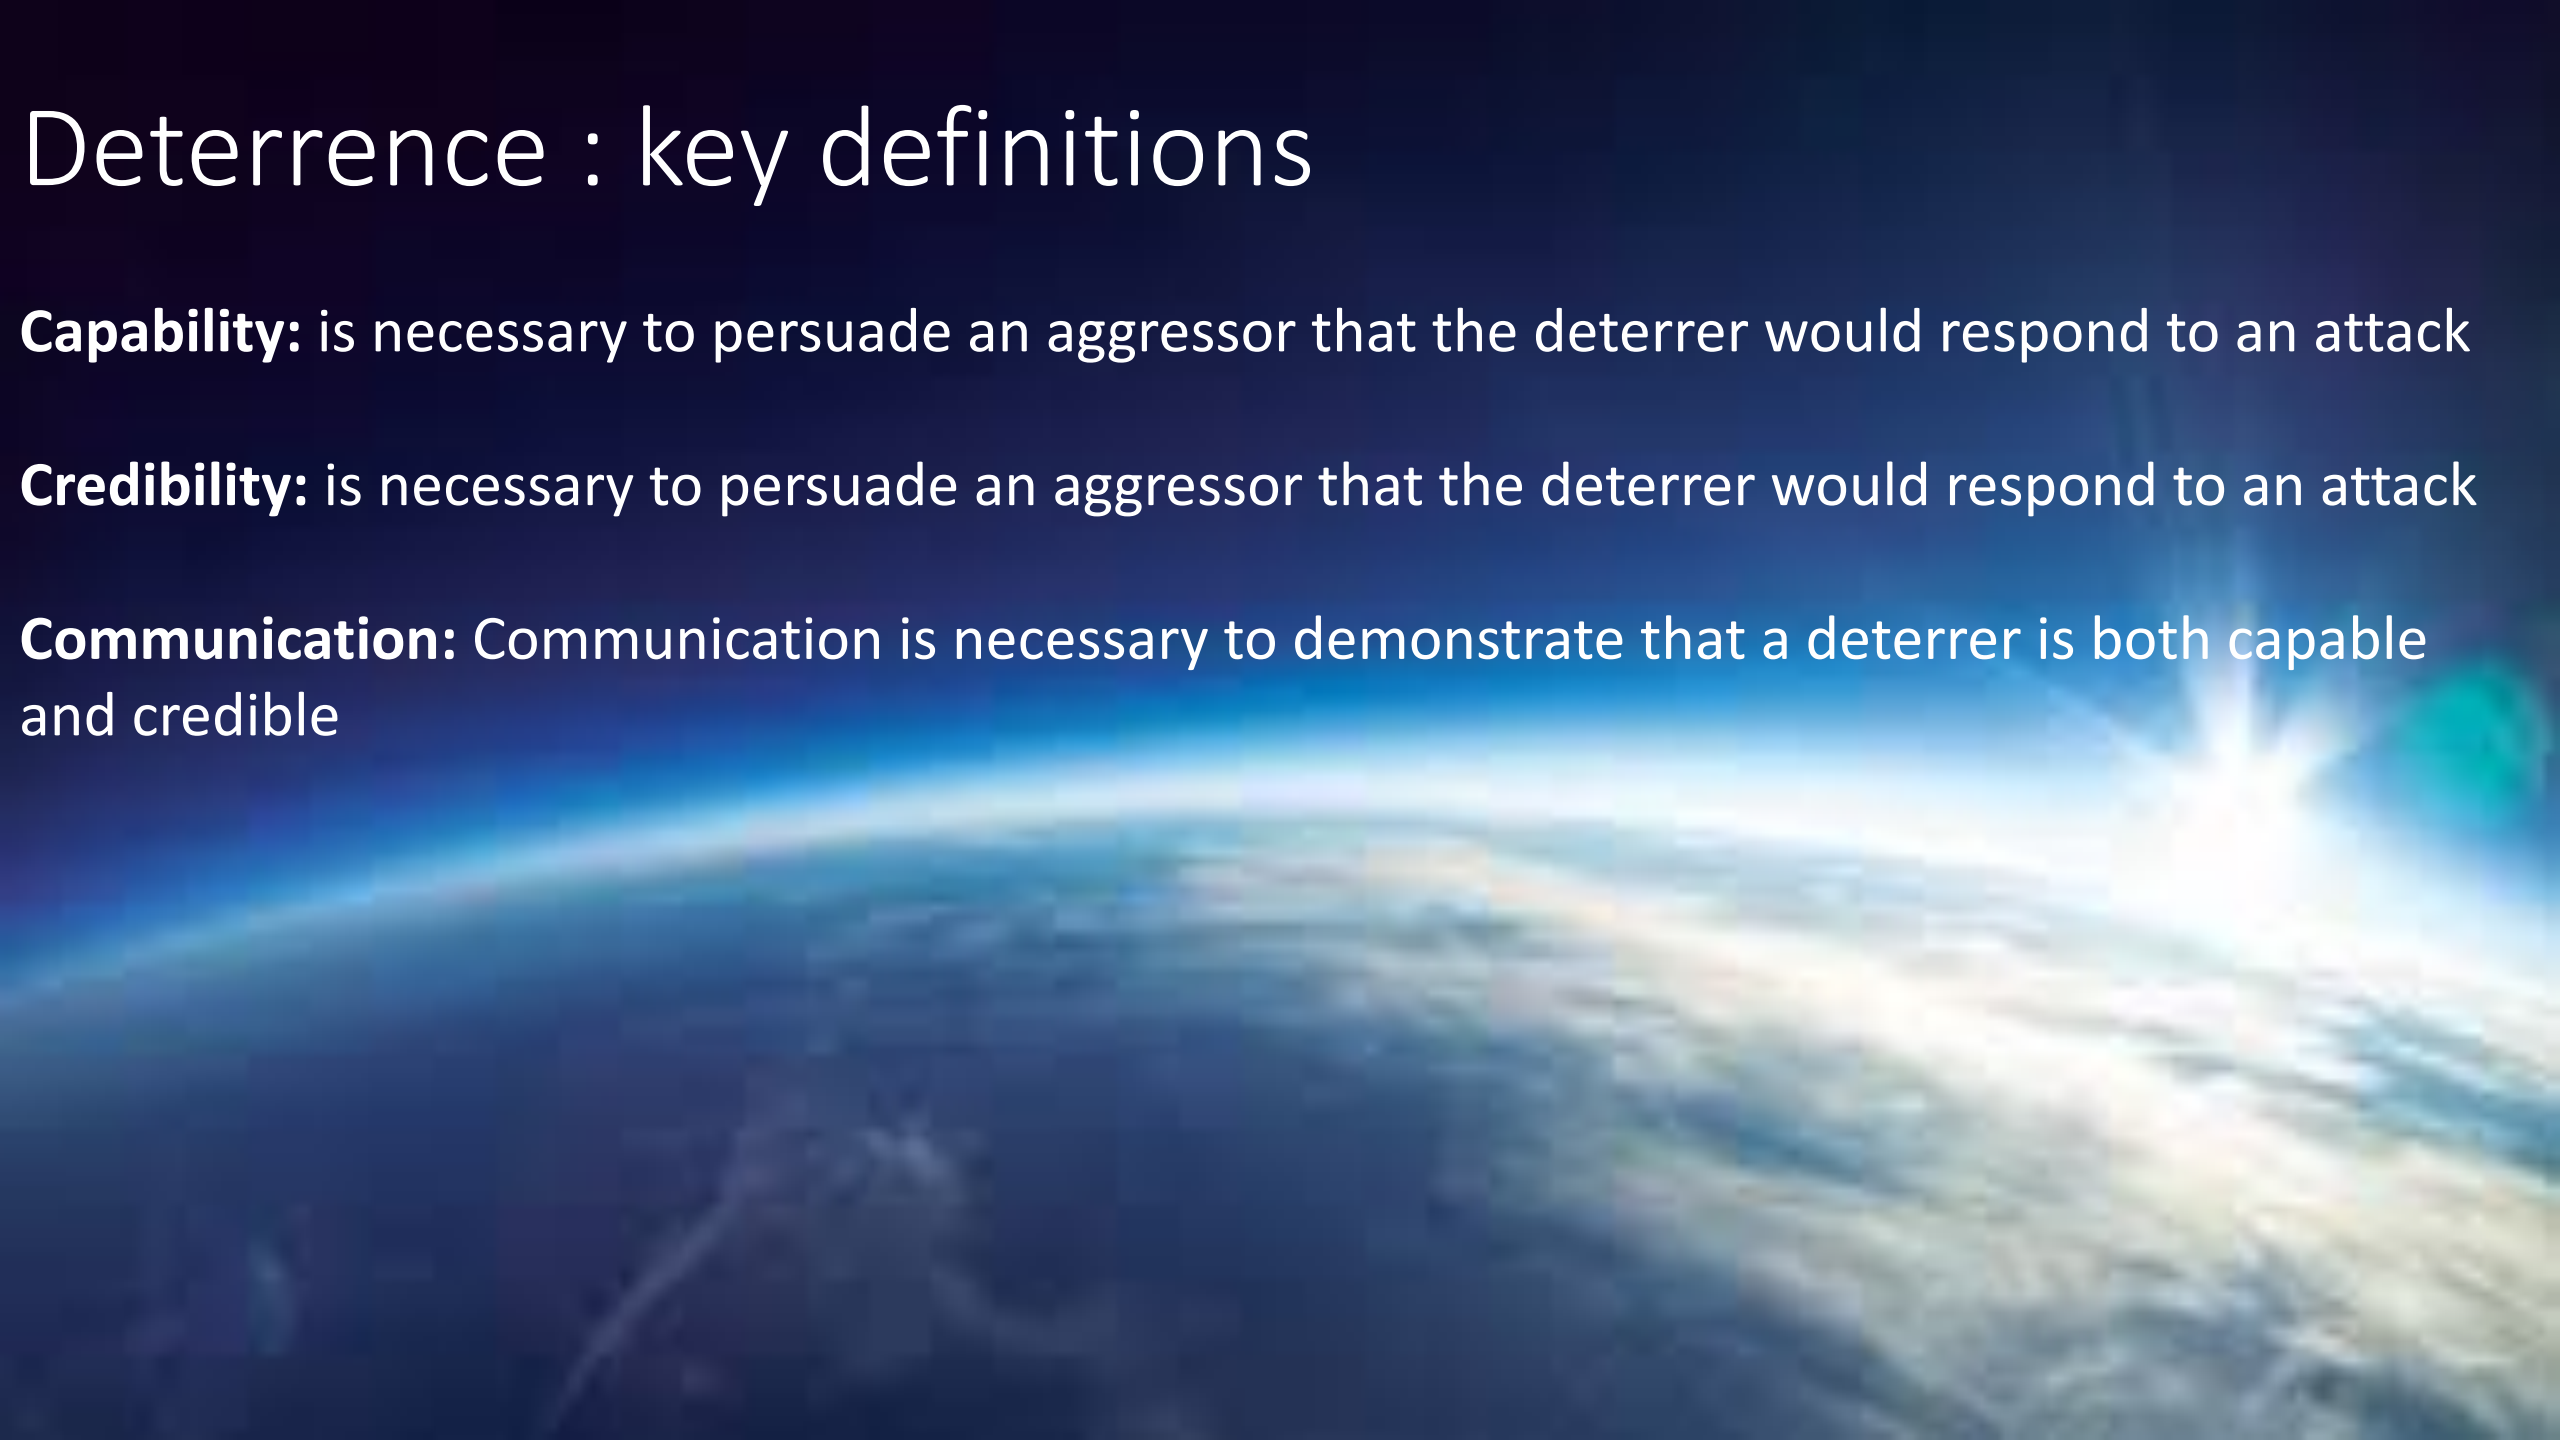 Deterrence : key definitions
Capability: is necessary to persuade an aggressor that the deterrer would respond to an attack
Credibility: is necessary to persuade an aggressor that the deterrer would respond to an attack
Communication: Communication is necessary to demonstrate that a deterrer is both capable
and credible